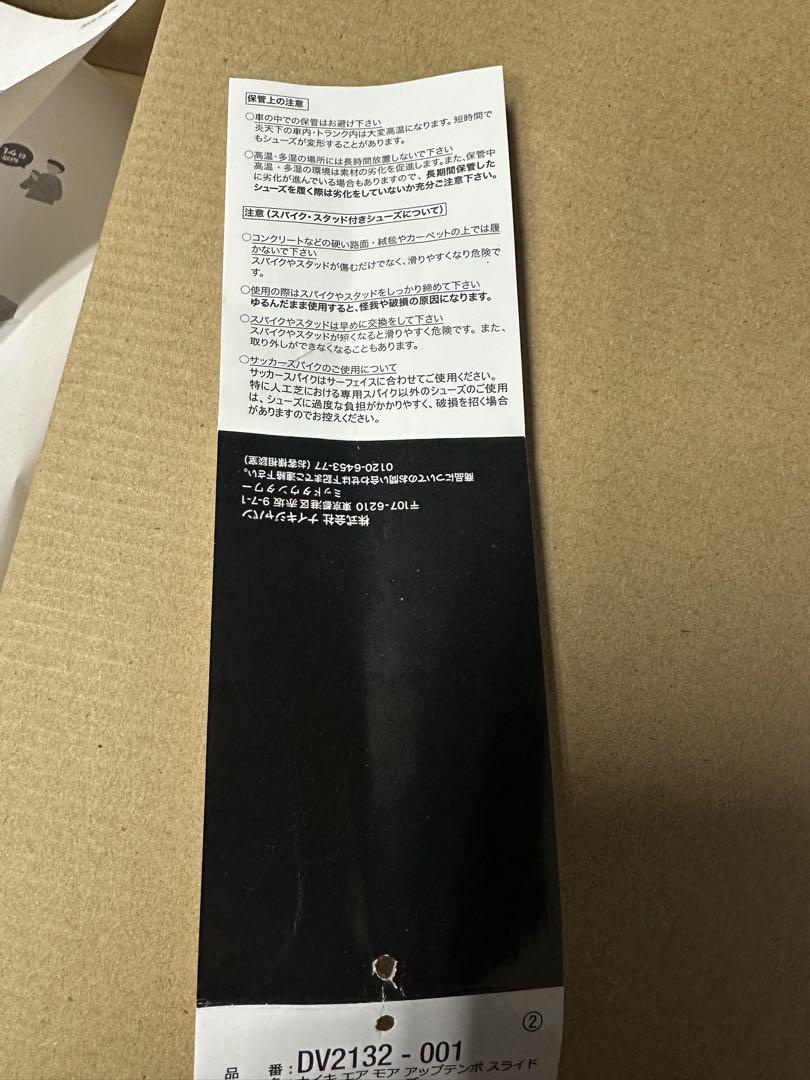 保管上の注意
○車の中での保管はお避け下さい
炎天下の車内・トランク内は大変高温になります。短時間で
もシューズが変形することがあります。
○高温・多湿の場所には長時間放置しないで下さい
高温・多湿の環境は素材の劣化を促進します。また、保管中
に劣化が進んでいる場合もありますので、長期間保管した
シューズを履く際は劣化をしていないか充分ご注意下さい。
注意(スパイク・スタッド付きシューズについて)
○コンクリートなどの硬い路面・絨毯やカーペットの上では履
かないで下さい
スパイクやスタッドが傷むだけでなく、滑りやすくなり危険で
す。
○使用の際はスパイクやスタッドをしっかり締めて下さい
ゆるんだまま使用すると、怪我や破損の原因になります。
○スパイクやスタッドは早めに交換をして下さい
スパイクやスタッドが短くなると滑りやすく危険です。また、
取り外しができなくなることもあります。
○サッカースパイクのご使用について
サッカースパイクはサーフェイスに合わせてご使用ください。
特に人工芝における専用スパイク以外のシューズのご使用
は、シューズに過度な負担がかかりやすく、破損を招く場合
がありますのでお控えください。
株式会社 ナイキジャパン
〒107-6210 東京都港区赤坂 9-7-1
ミッドタウンタワー
商品についてのお問い合わせは下記までご連絡下さい。
0120-6453-77 (お客様相談室)
②
品 番:DV2132 - 001
ナイキ エア モア アップテンポ スライド